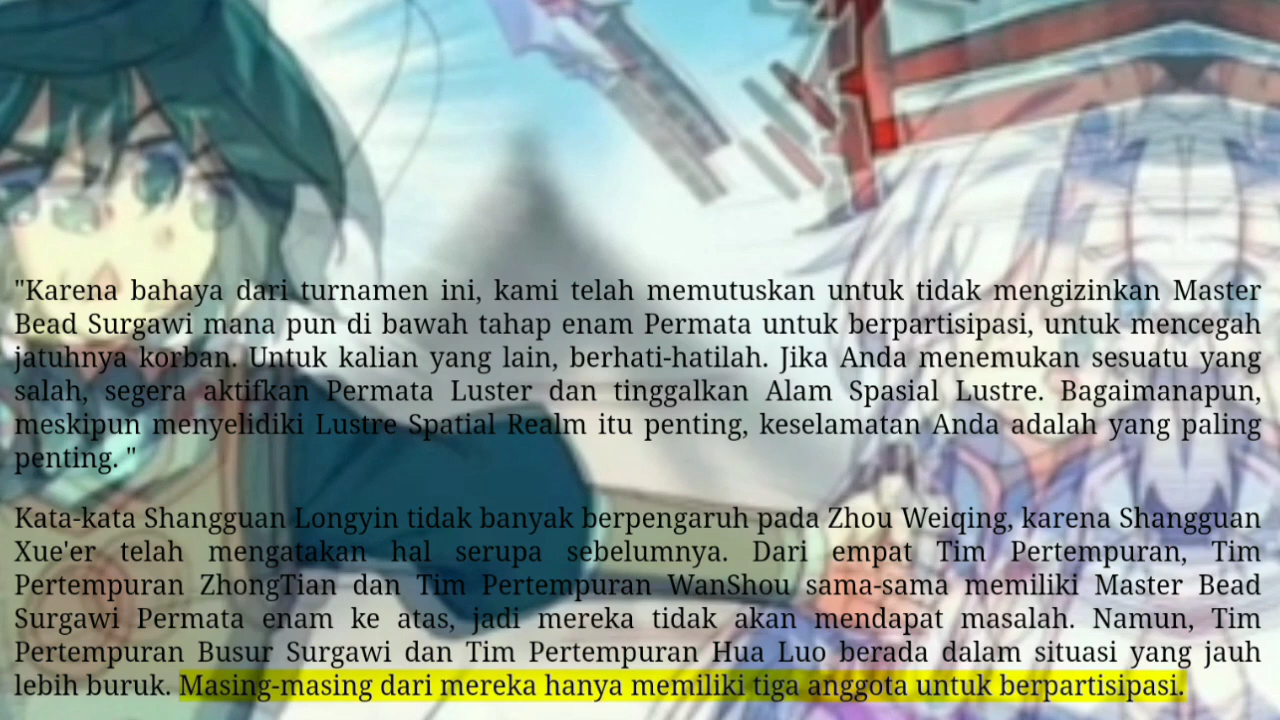 "Karena bahaya dari turnamen ini, kami telah memutuskan untuk tidak mengizinkan Master
Bead Surgawi mana pun di bawah tahap enam Permata untuk berpartisipasi, untuk mencegah
jatuhnya korban. Untuk kalian yang lain, berhati-hatilah. Jika Anda menemukan sesuatu yang
salah, segera aktifkan Permata Luster dan tinggalkan Alam Spasial Lustre. Bagaimanapun,
meskipun menyelidiki Lustre Spatial Realm itu penting, keselamatan Anda adalah yang paling
penting. "
Kata-kata Shangguan Longyin tidak banyak berpengaruh pada Zhou Weiqing, karena Shangguan
Xue'er telah mengatakan hal serupa sebelumnya. Dari empat Tim Pertempuran, Tim
Pertempuran ZhongTian dan Tim Pertempuran WanShou sama-sama memiliki Master Bead
Surgawi Permata enam ke atas, jadi mereka tidak akan mendapat masalah. Namun, Tim
Pertempuran Busur Surgawi dan Tim Pertempuran Hua Luo berada dalam situasi yang jauh
lebih buruk. Masing-masing dari mereka hanya memiliki tiga anggota untuk berpartisipasi.